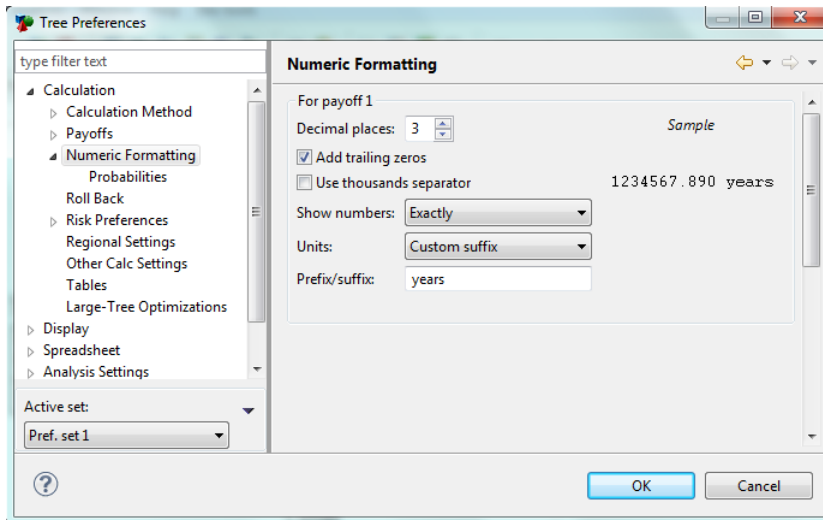 Tree Preferences
type filter text
Calculation
Calculation Method
Payoffs
Numeric Formatting
Probabilities
Roll Back
Risk Preferences
Regional Settings
Other Calc Settings
Tables
Large-Tree Optimizations
Display
Spreadsheet
Analysis Settings
Active set:
Pref. set 1
Numeric Formatting
For payoff 1
Decimal places: 3
Sample
Add trailing zeros
Use thousands separator
1234567.890 years
Show numbers: Exactly
Units: Custom suffix
Prefix/suffix: years
OK
Cancel